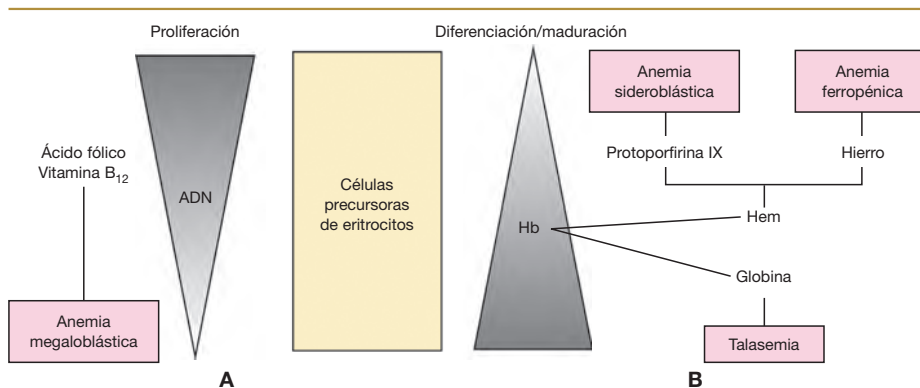 Proliferación
Ácido fólico
Vitamina B12
ADN
Anemia
megaloblástica
A
Células
precursoras
de eritrocitos
Diferenciación/maduración
Hb
Anemia
sideroblástica
Anemia
ferropénica
Protoporfirina IX
Hierro
Hem
Globina
Talasemia
B